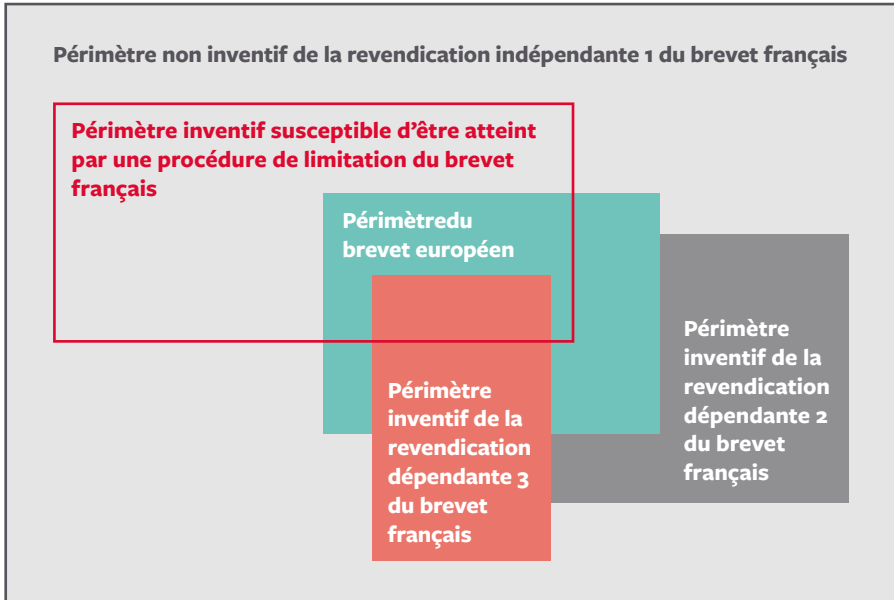 Périmètre non inventif de la revendication indépendante 1 du brevet français
Périmètre inventif susceptible d'être atteint
par une procédure de limitation du brevet
français
Périmètredu
brevet européen
Périmètre
inventif de la
revendication
dépendante 2
du brevet
français
Périmètre
inventif de la
revendication
dépendante 3
du brevet
français